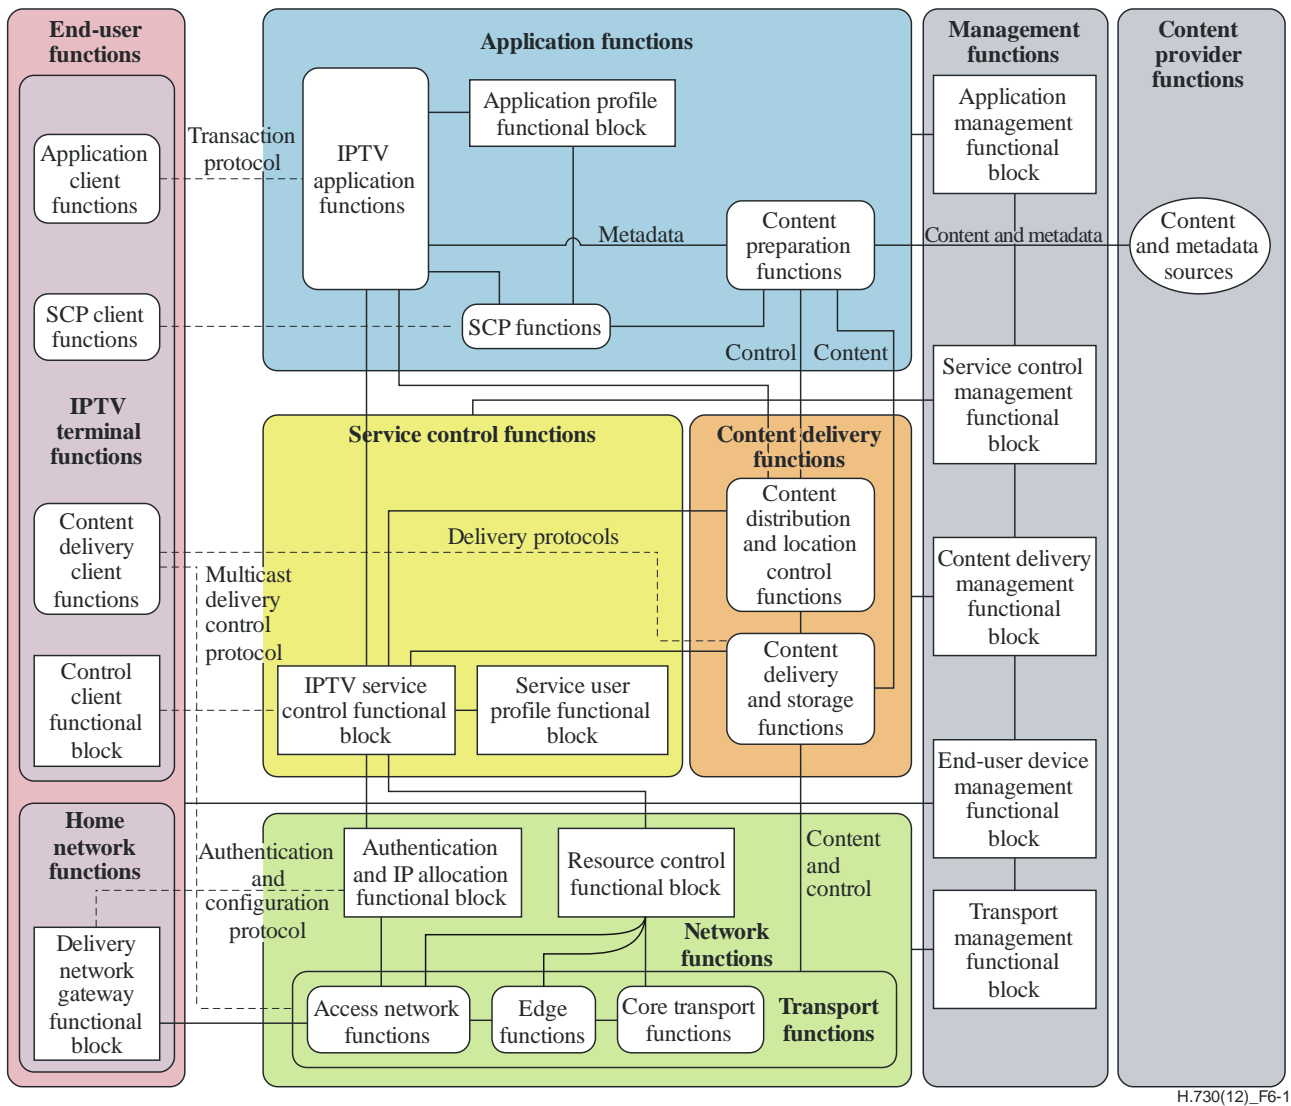 End-user
functions
Application functions
Management
functions
Content
provider
functions
Application
client
functions
Transaction
protocol
IPTV
application
functions
Application profile
functional block
Application
management
functional
block
Metadata
Content
preparation
functions
Content and metadata
Content
and metadata
sources
SCP client
functions
SCP functions
Control
Content
Service control
management
functional
block
IPTV
terminal
functions
Service control functions
Content delivery
functions
Content
delivery
client
functions
Multicast
delivery
control
protocol
Delivery protocols
Content
distribution
and location
control
functions
Content delivery
management
functional
block
Control
client
functional
block
IPTV service
control functional
block
Service user
profile functional
block
Content
delivery
and storage
functions
End-user device
management
functional
block
Home
network
functions
Authentication
and
configuration
protocol
Authentication
and IP allocation
functional block
Resource control
functional block
Content
and
control
Network
functions
Transport
management
functional
block
Delivery
network
gateway
functional
block
Access network
functions
Edge
functions
Core transport
functions
Transport
functions
H.730(12)_F6-1